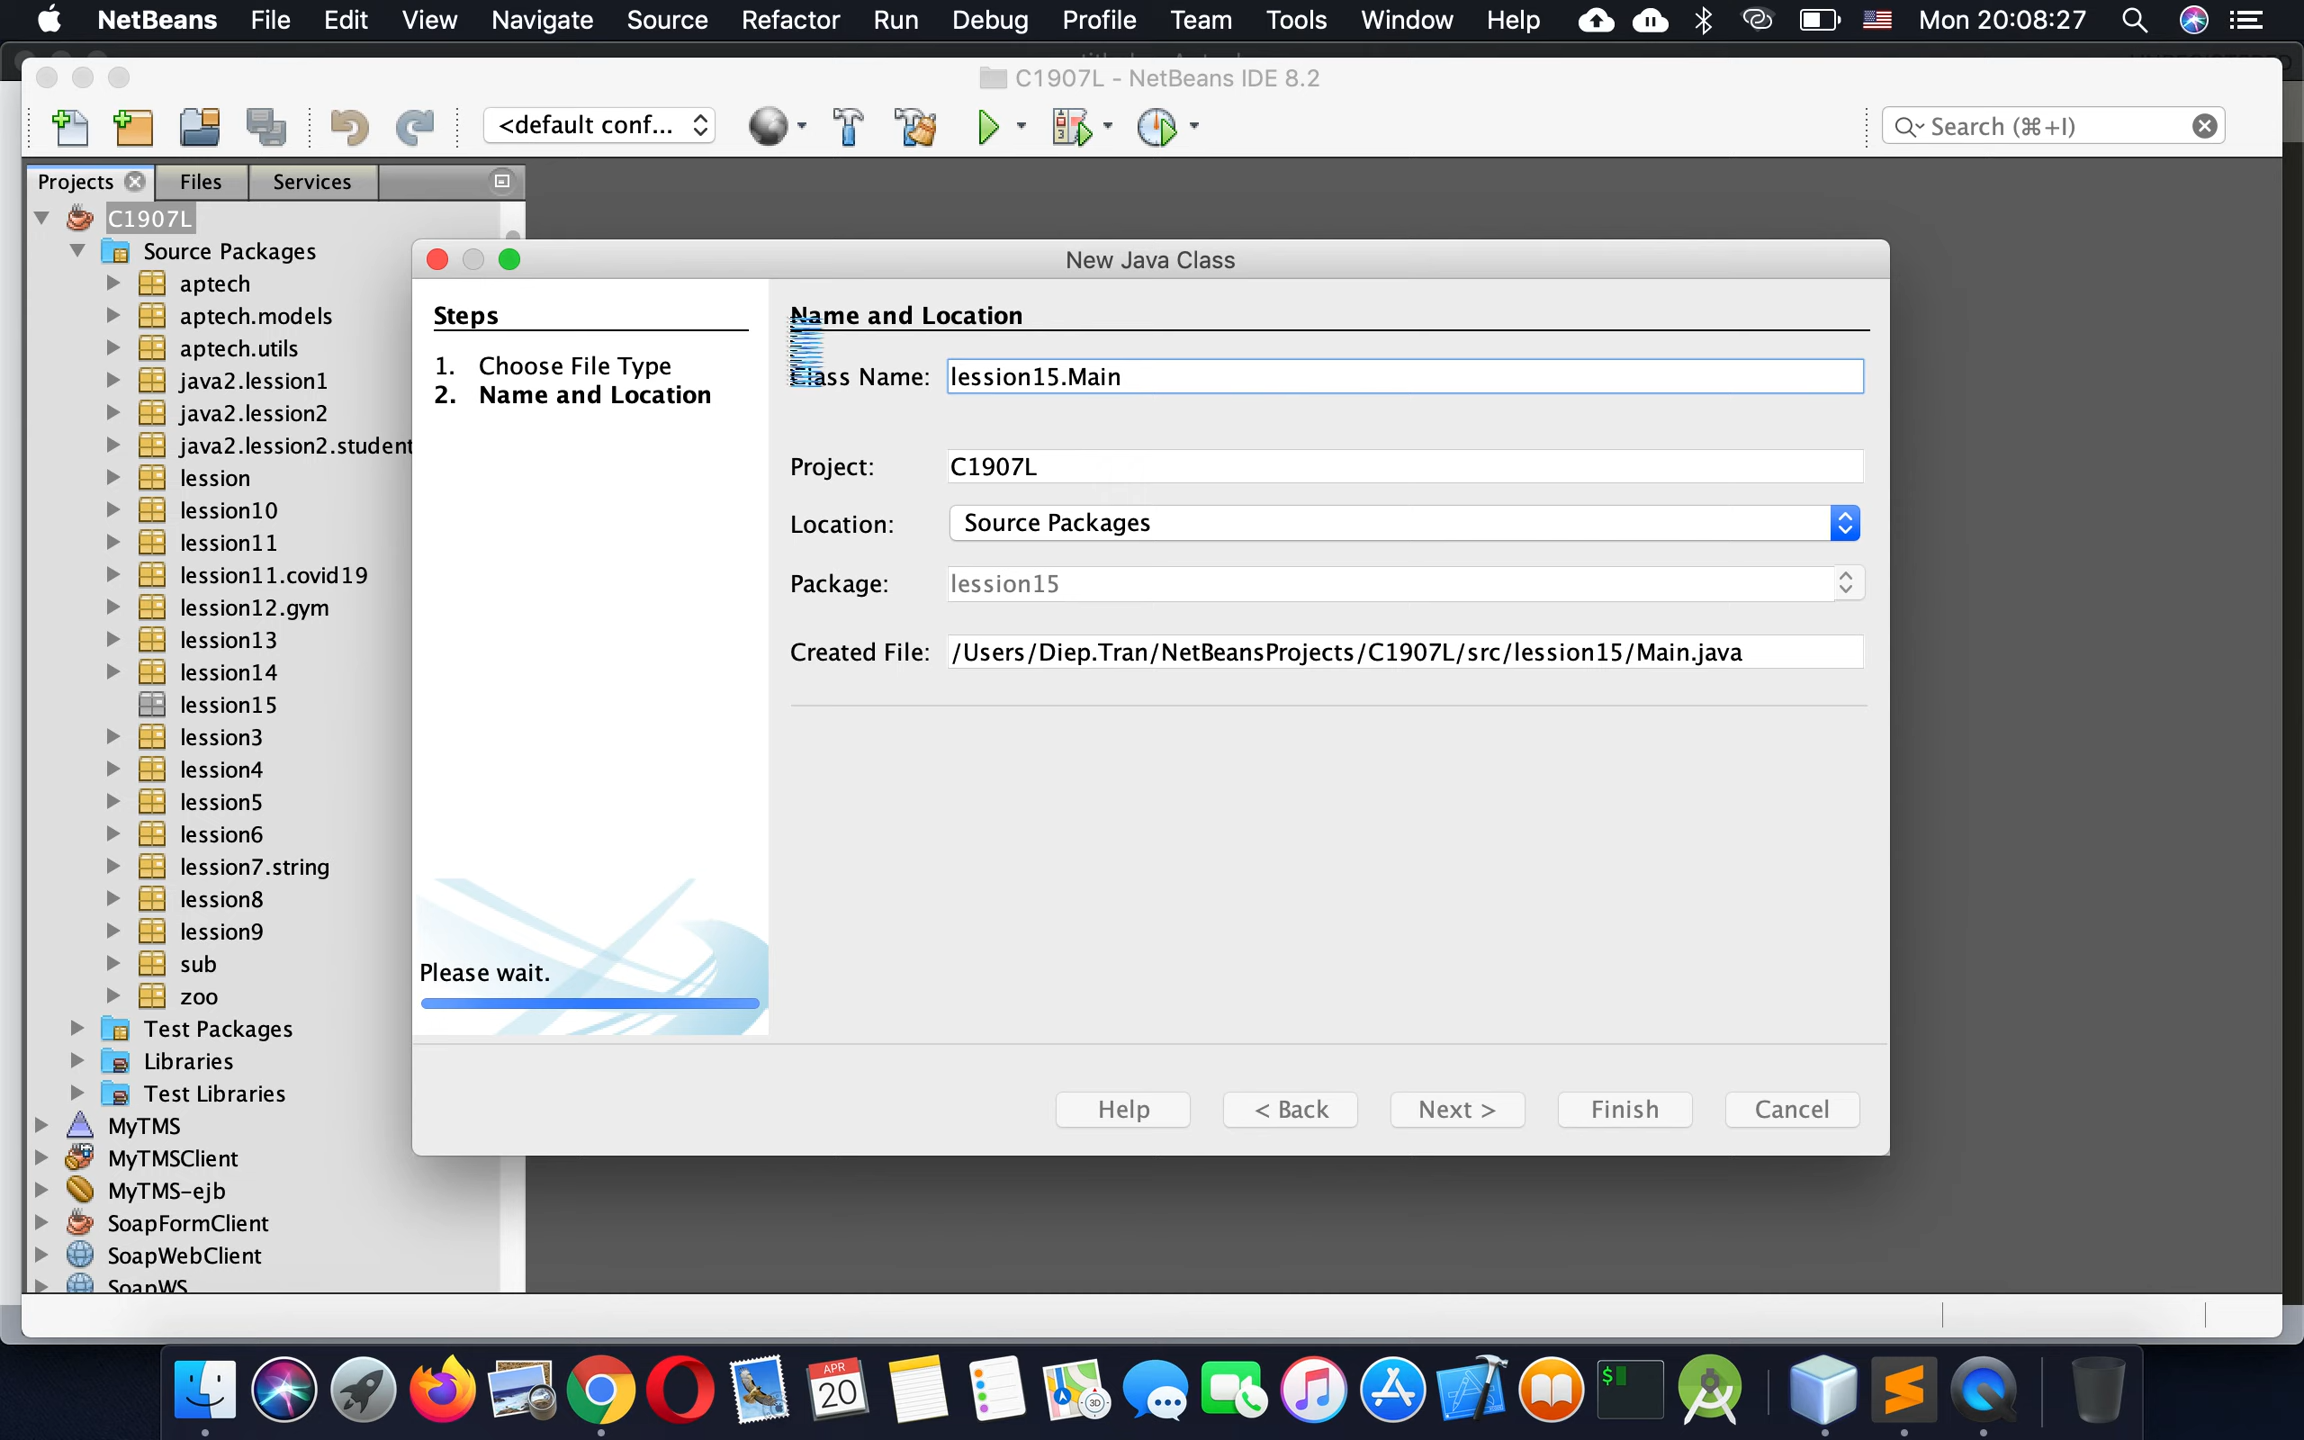 NetBeans File Edit View Navigate Source Refactor Run Debug Profile Team Tools Window Help Mon 20:08:27
C1907L - NetBeans IDE 8.2
<default conf... Search (⌘+I)
Projects Files Services
C1907L
Source Packages
aptech
aptech.models
aptech.utils
java2.lession1
java2.lession2
java2.lession2.student
lession
lession10
lession11
lession11.covid19
lession12.gym
lession13
lession14
lession15
lession3
lession4
lession5
lession6
lession7.string
lession8
lession9
sub
zoo
Test Packages
Libraries
Test Libraries
MyTMS
MyTMSClient
MyTMS-ejb
SoapFormClient
SoapWebClient
SoapWS
New Java Class
Steps
1. Choose File Type
2. Name and Location
Please wait.
Name and Location
Class Name: lession15.Main
Project: C1907L
Location: Source Packages
Package: lession15
Created File: /Users/Diep.Tran/NetBeansProjects/C1907L/src/lession15/Main.java
Help < Back Next > Finish Cancel
APR
20
3D
$